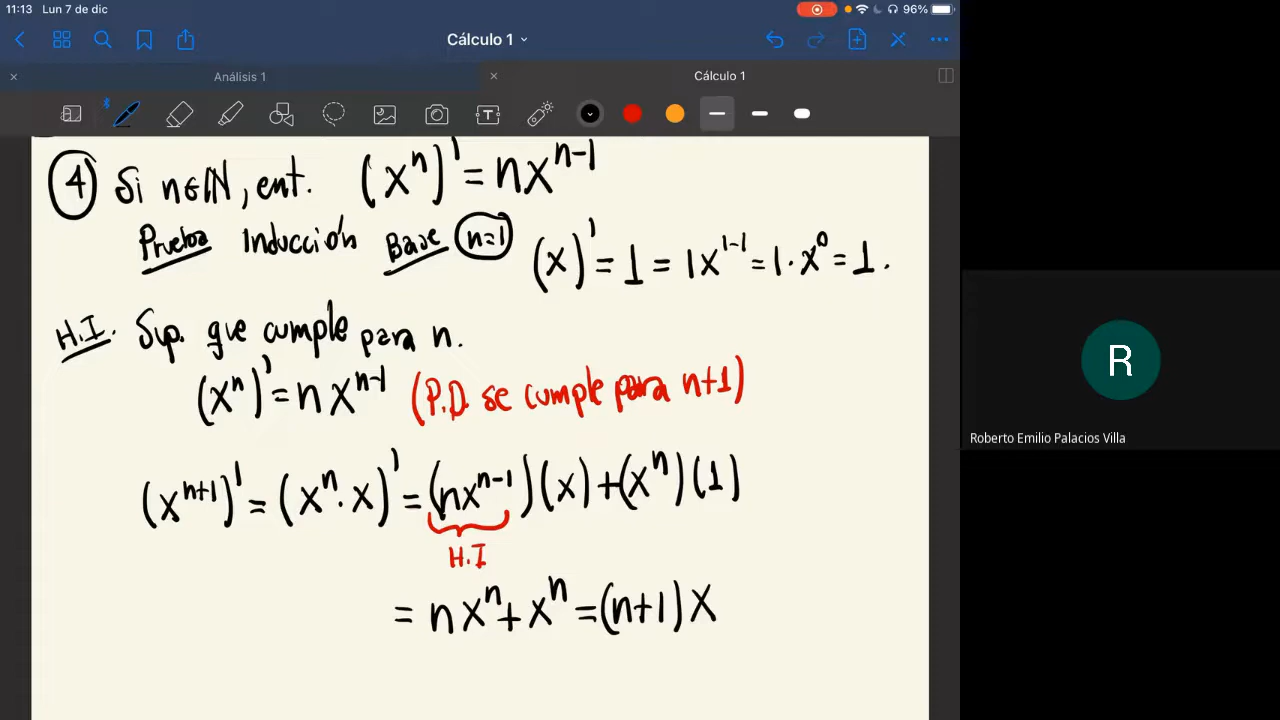 11:13 Lun 7 de dic 96%
Cálculo 1
Análisis 1 Cálculo 1
T
④ Si n∈ℕ, ent. (xⁿ)' = nxⁿ⁻¹
Prueba Inducción Base n=1 (x)' = 1 = 1x¹⁻¹ = 1·x⁰ = 1.
H.I. Sup. que cumple para n.
(xⁿ)' = nxⁿ⁻¹ (P.D. se cumple para n+1)
(xⁿ⁺¹)' = (xⁿ·x)' = (nxⁿ⁻¹)(x)+(xⁿ)(1)
H.I
= nxⁿ + xⁿ = (n+1)x
R
Roberto Emilio Palacios Villa